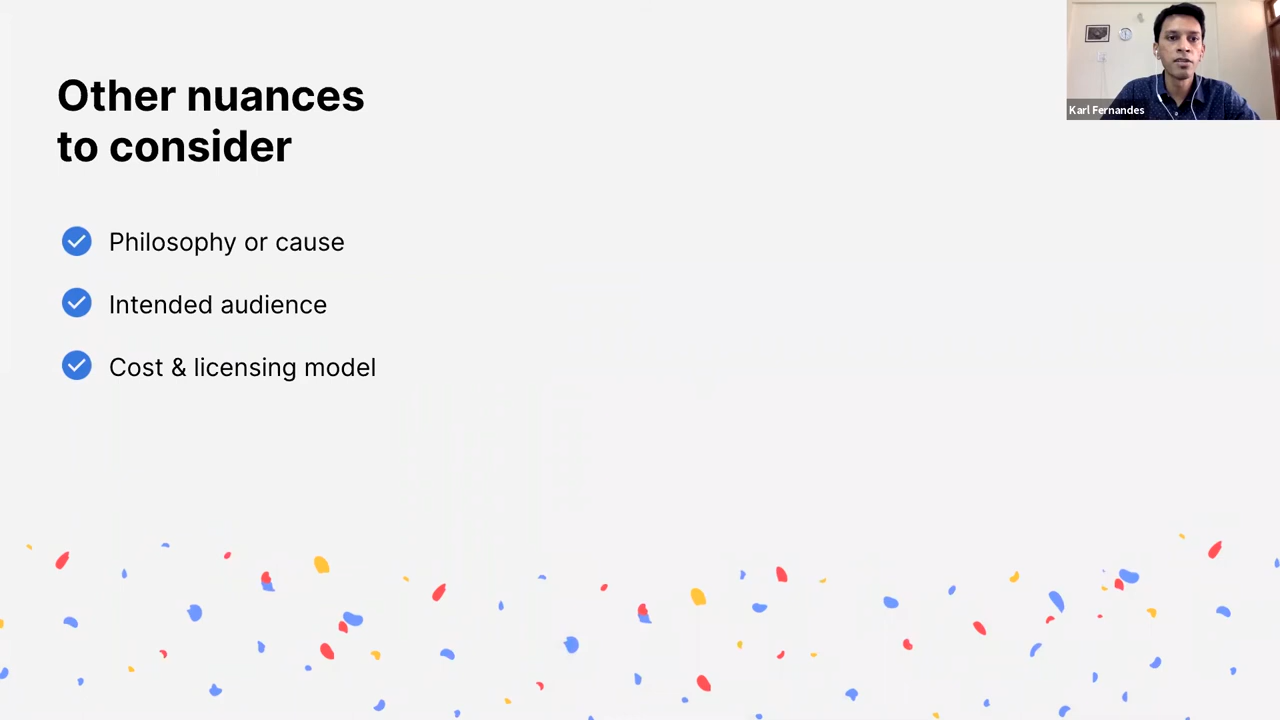 Other nuances
to consider
Philosophy or cause
Intended audience
Cost & licensing model
Karl Fernandes